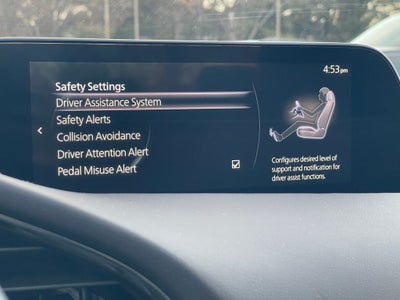 4:53pm
Safety Settings
Driver Assistance System
Safety Alerts
Collision Avoidance
Driver Attention Alert
Pedal Misuse Alert
Configures desired level of
support and notification for
driver assist functions.